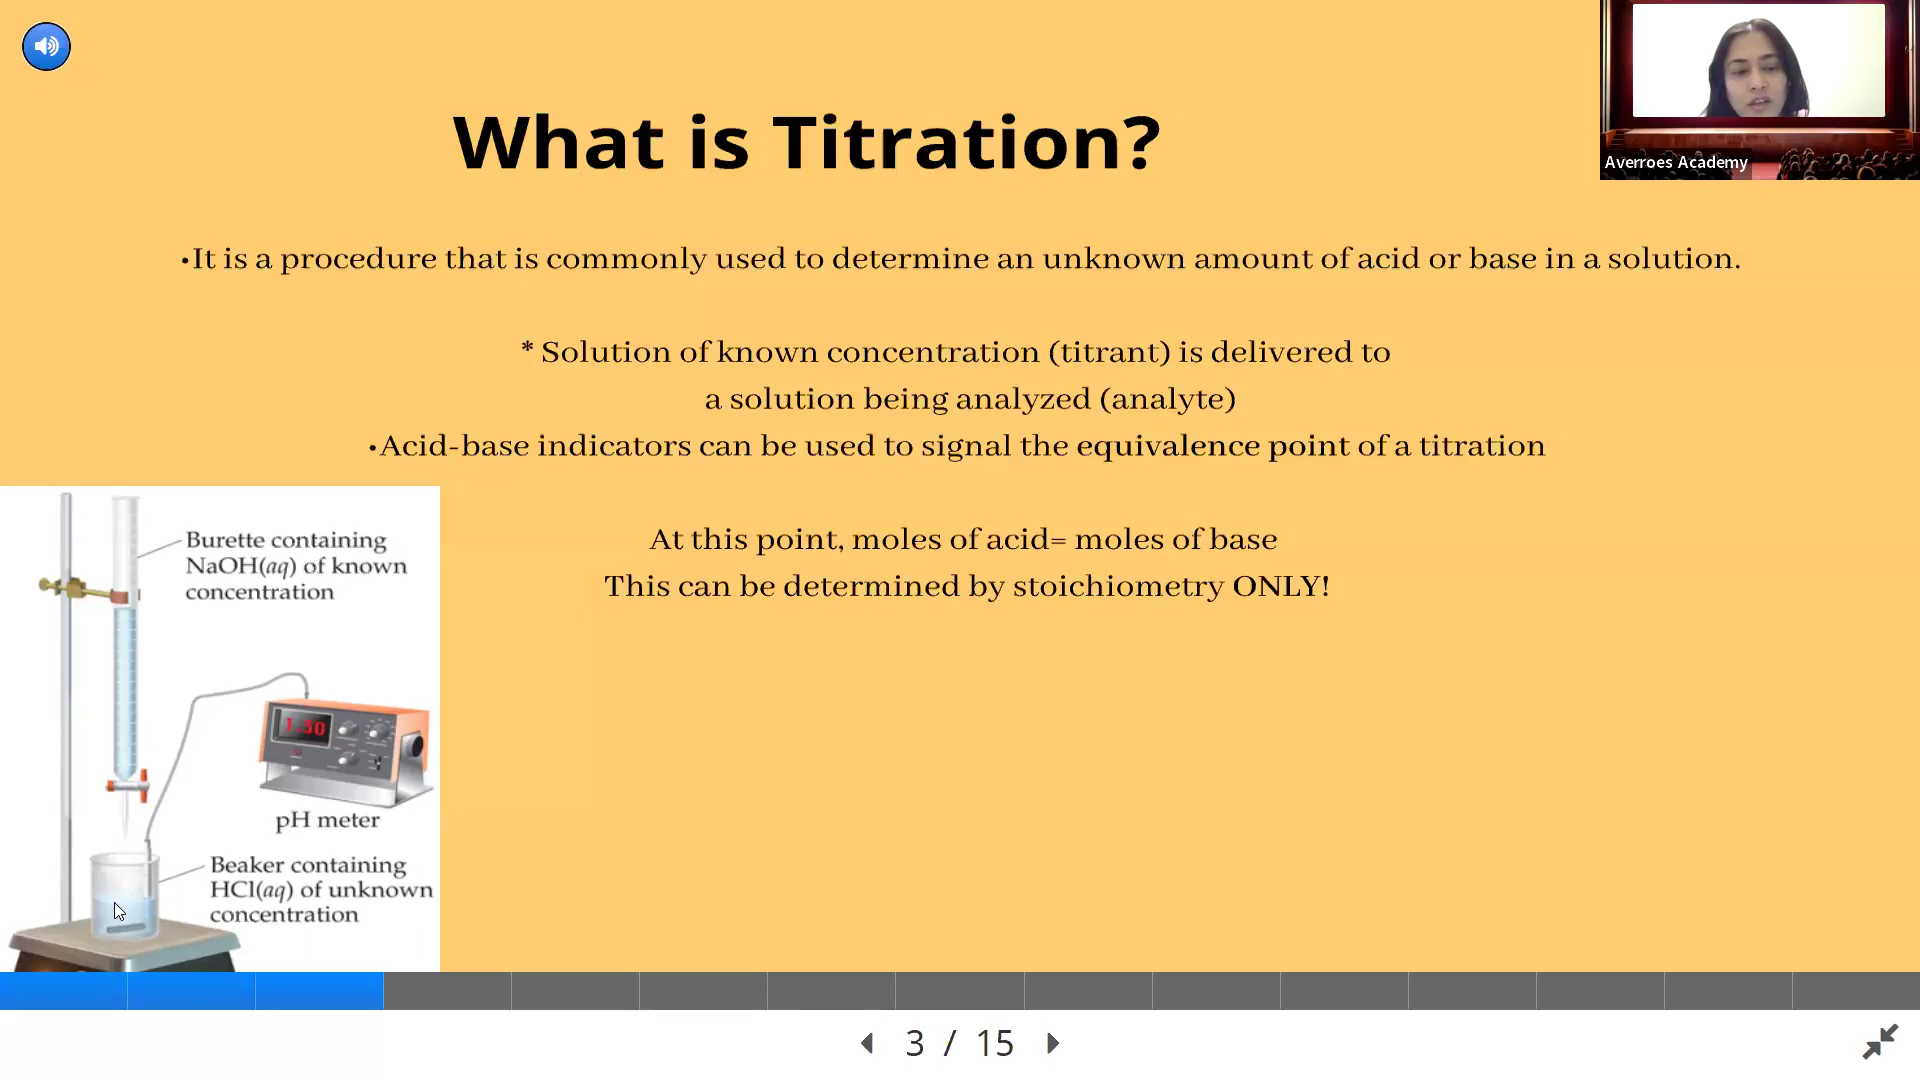 What is Titration?
Averroes Academy
•It is a procedure that is commonly used to determine an unknown amount of acid or base in a solution.
* Solution of known concentration (titrant) is delivered to
a solution being analyzed (analyte)
•Acid-base indicators can be used to signal the equivalence point of a titration
At this point, moles of acid= moles of base
This can be determined by stoichiometry ONLY!
Burette containing
NaOH(aq) of known
concentration
1.30
pH meter
Beaker containing
HCl(aq) of unknown
concentration
3 / 15